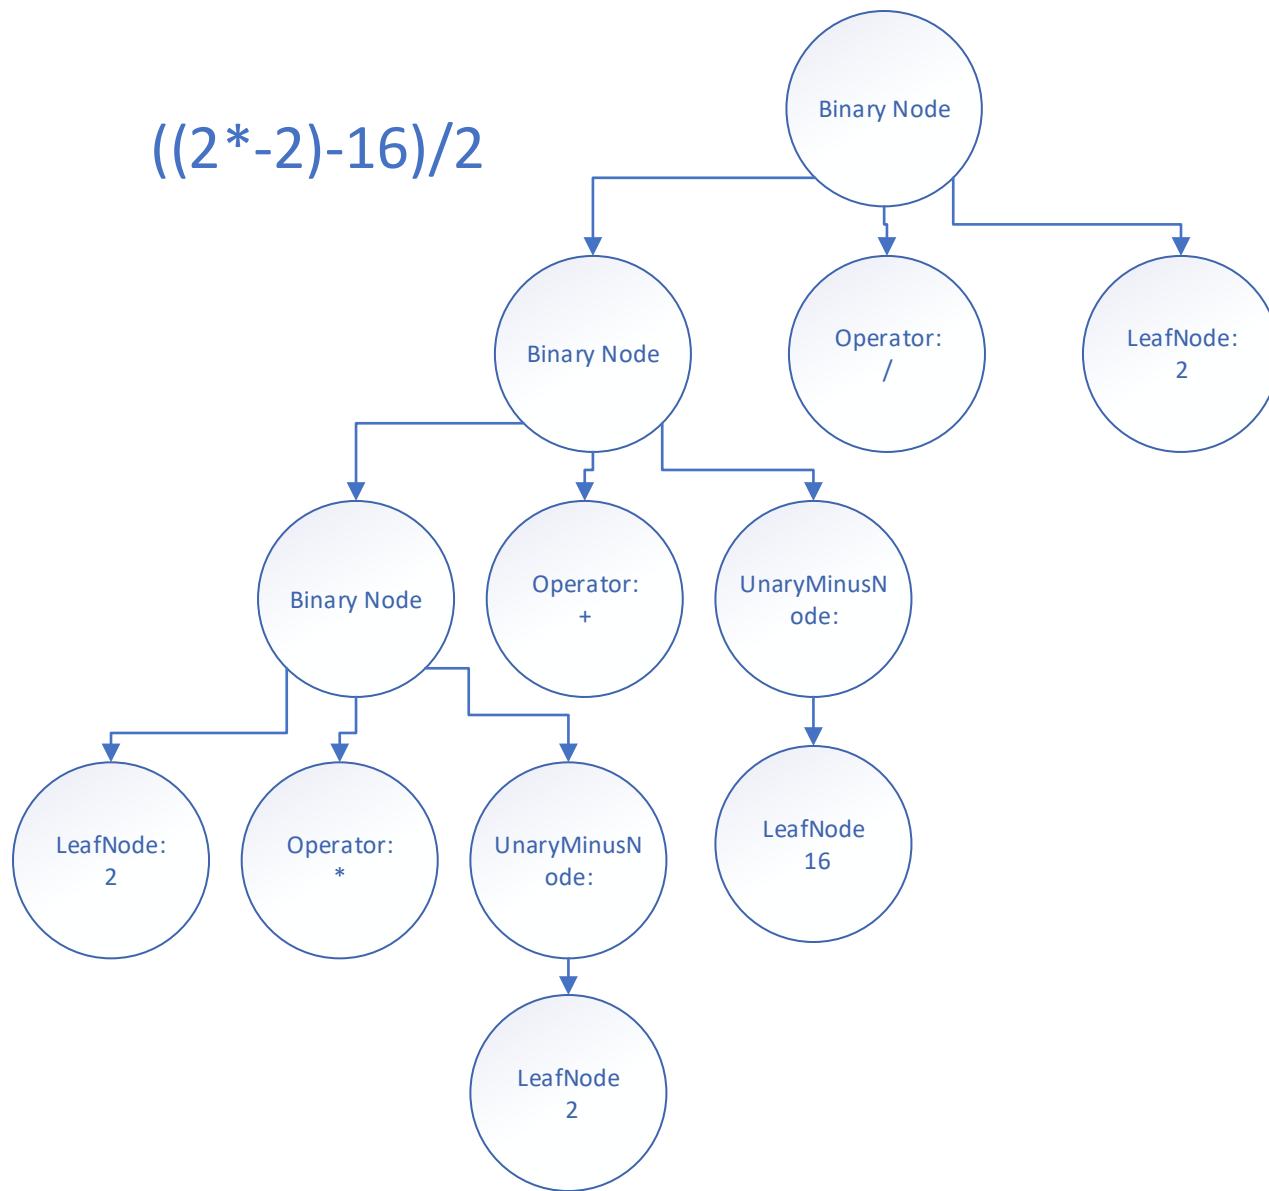 ((2*-2)-16)/2
Binary Node
Binary Node
Operator:
/
LeafNode:
2
Binary Node
Operator:
+
UnaryMinusN
ode:
LeafNode:
2
Operator:
*
UnaryMinusN
ode:
LeafNode
16
LeafNode
2